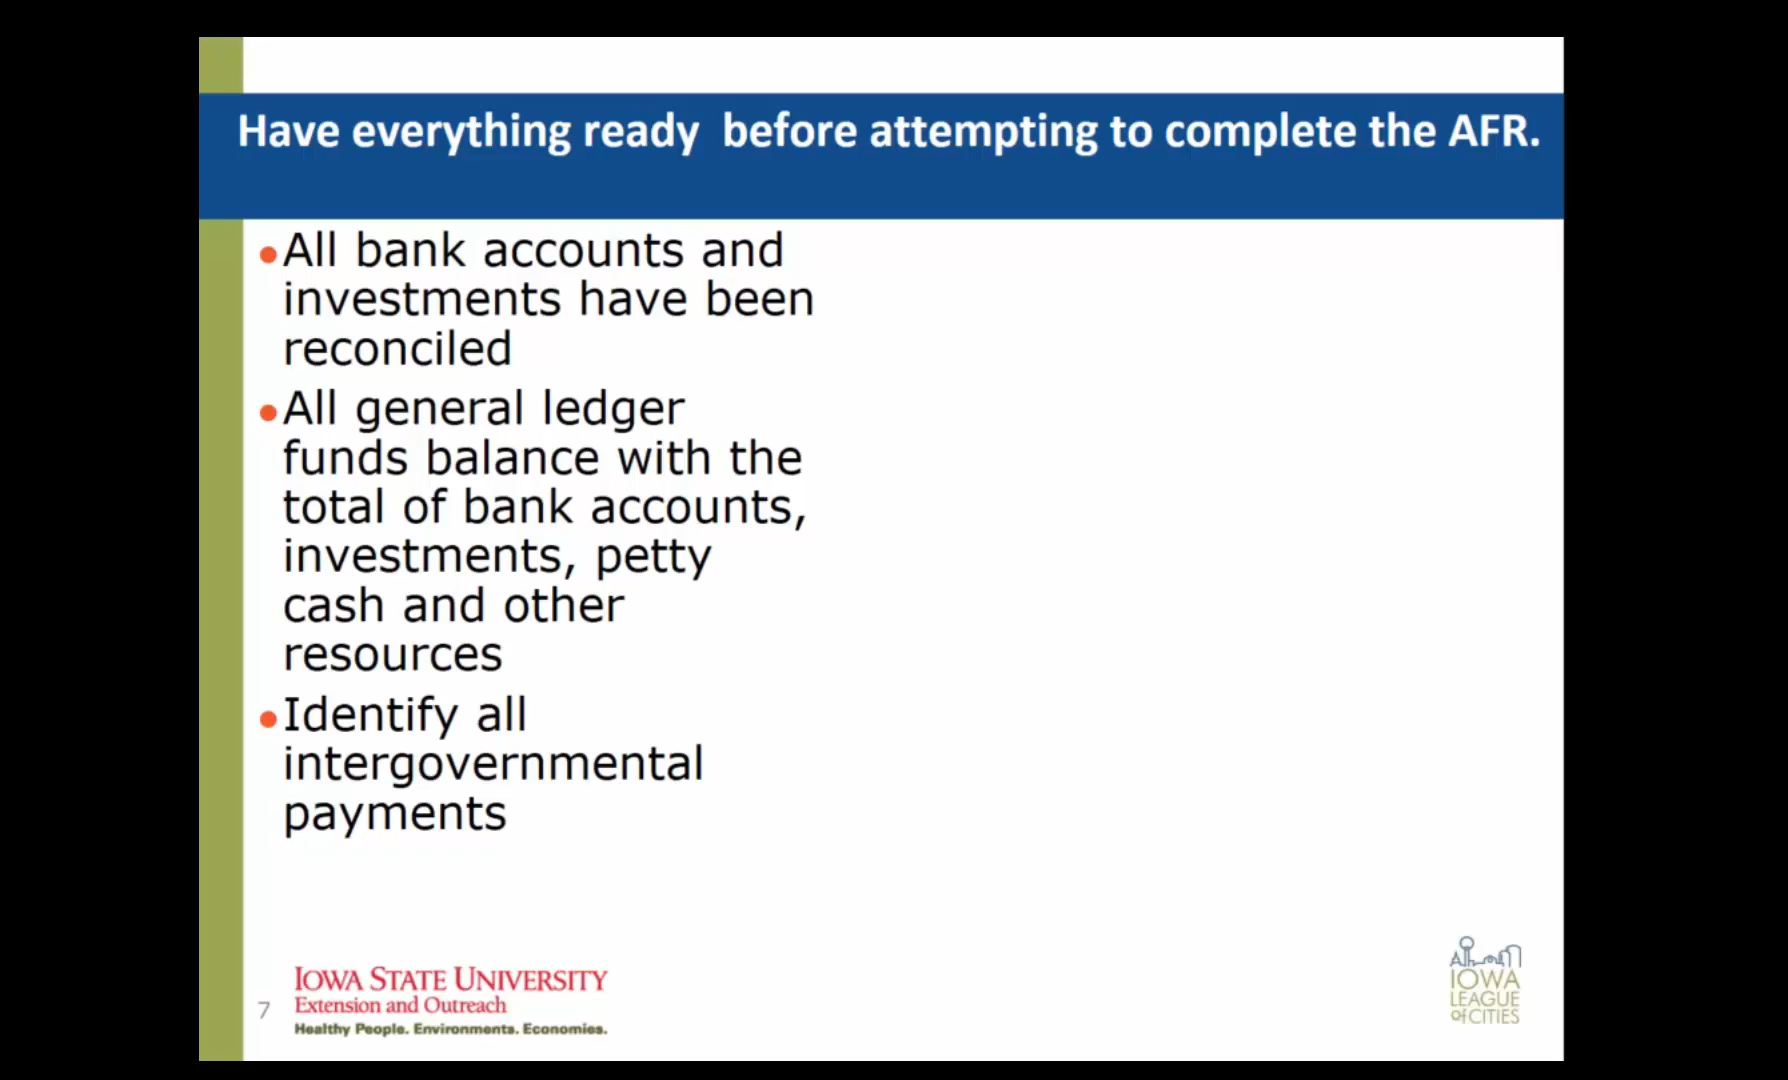 Have everything ready  before attempting to complete the AFR.
•All bank accounts and
investments have been
reconciled
•All general ledger
funds balance with the
total of bank accounts,
investments, petty
cash and other
resources
•Identify all
intergovernmental
payments
7
IOWA STATE UNIVERSITY
Extension and Outreach
Healthy People. Environments. Economies.
IOWA
LEAGUE
of CITIES